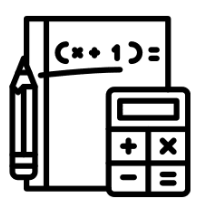 (x + 1) =
+ ×
− =